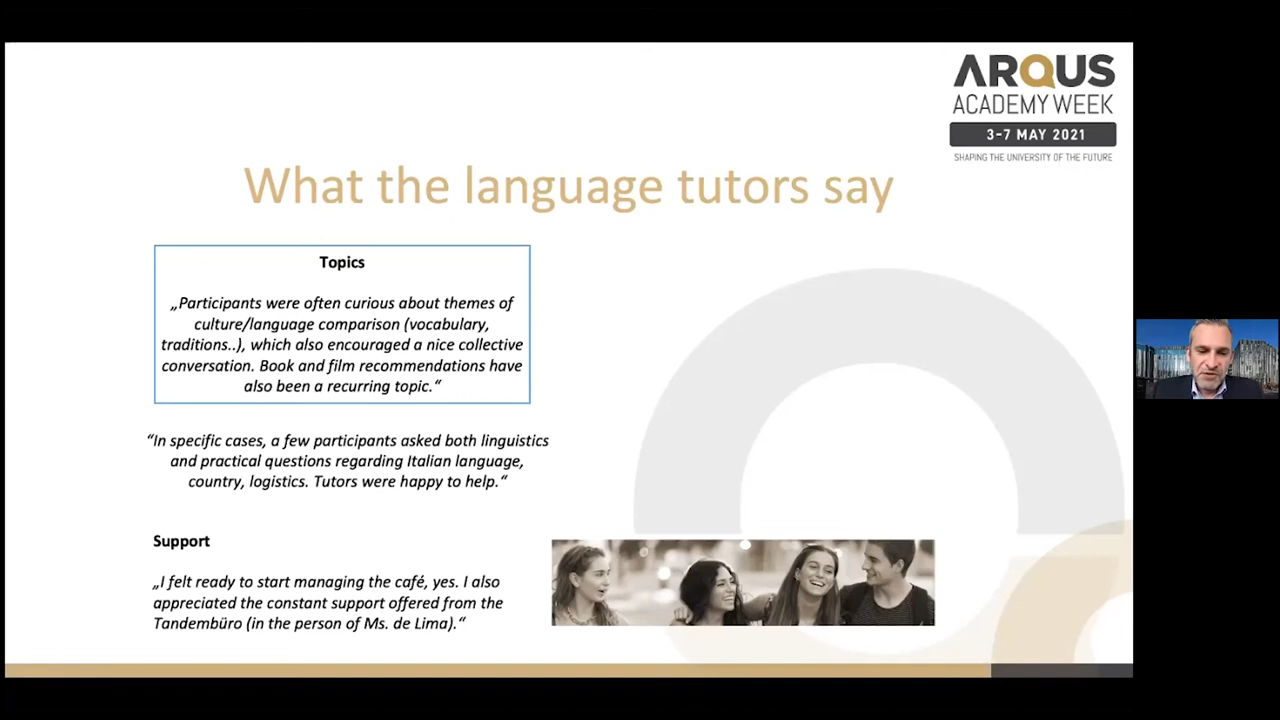 ARQUS
ACADEMY WEEK
3-7 MAY 2021
SHAPING THE UNIVERSITY OF THE FUTURE
What the language tutors say
Topics
„Participants were often curious about themes of
culture/language comparison (vocabulary,
traditions..), which also encouraged a nice collective
conversation. Book and film recommendations have
also been a recurring topic.“
“In specific cases, a few participants asked both linguistics
and practical questions regarding Italian language,
country, logistics. Tutors were happy to help.“
Support
„I felt ready to start managing the café, yes. I also
appreciated the constant support offered from the
Tandembüro (in the person of Ms. de Lima).“